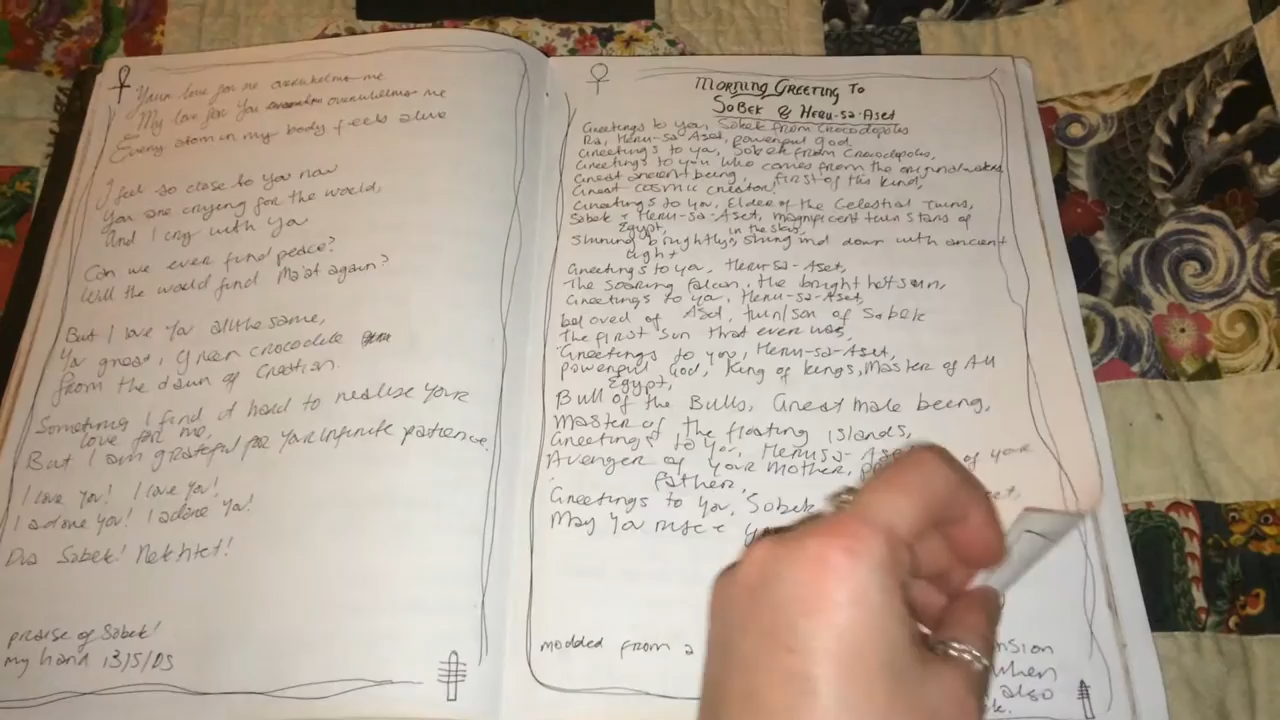 Your love for me overwhelms me
My love for You overwhelms me
Every atom in my body feels alive
I feel so close to you now
You are crying for the world,
And I cry with you
Can we ever find peace?
Will the world find Ma'at again?
But I love You all the same,
You great, green crocodile
from the dawn of creation.
Sometimes I find it hard to realise Your
love for me,
But I am grateful for Your infinite patience.
I love You! I love You!
I adore You! I adore You!
Dua Sobek! Nekhtet!
praise of Sobek!
my hand 13/5/05
MORNING GREETING TO
SOBEK & HERU-SA-ASET
Greetings to you, Sobek from Crocodopolis
Ra, Heru-sa-Aset, powerful god
Greetings to you, Sobek from Crocodopolis,
Greetings to you who comes from the original waters,
Great ancient being, first of his kind,
Great cosmic creator,
Greetings to you, Elder of the Celestial Twins,
Sobek + Heru-sa-Aset, magnificent twin stars of
Egypt,
in the sky,
Shining brightly, shining down with ancient
light
Greetings to you, Heru-sa-Aset,
The soaring falcon, the bright hot sun,
Greetings to you, Heru-sa-Aset,
beloved of Aset, twin/son of Sobek
The first sun that ever was,
Greetings to you, Heru-sa-Aset,
powerful God, King of Kings, Master of All
Egypt,
Bull of the Bulls, Great male being,
Master of the floating islands,
Greetings to you, Heru-sa-Aset
Avenger of your mother, of your
father,
Greetings to you, Sobek
May you
modded from a
when
also